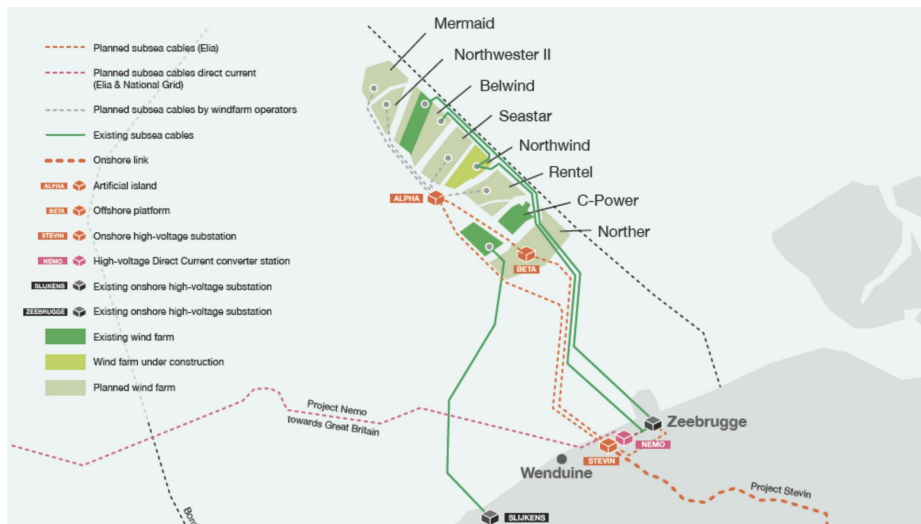 Planned subsea cables (Elia)
Planned subsea cables direct current
(Elia & National Grid)
Planned subsea cables by windfarm operators
Existing subsea cables
Onshore link
ALPHA Artificial island
BETA Offshore platform
STEVIN Onshore high-voltage substation
NEMO High-voltage Direct Current converter station
SLIJKENS Existing onshore high-voltage substation
ZEEBRUGGE Existing onshore high-voltage substation
Existing wind farm
Wind farm under construction
Planned wind farm
Mermaid
Northwester II
Belwind
Seastar
Northwind
Rentel
C-Power
Norther
ALPHA
BETA
Project Nemo
towards Great Britain
Zeebrugge
NEMO
STEVIN
Wenduine
Project Stevin
SLIJKENS